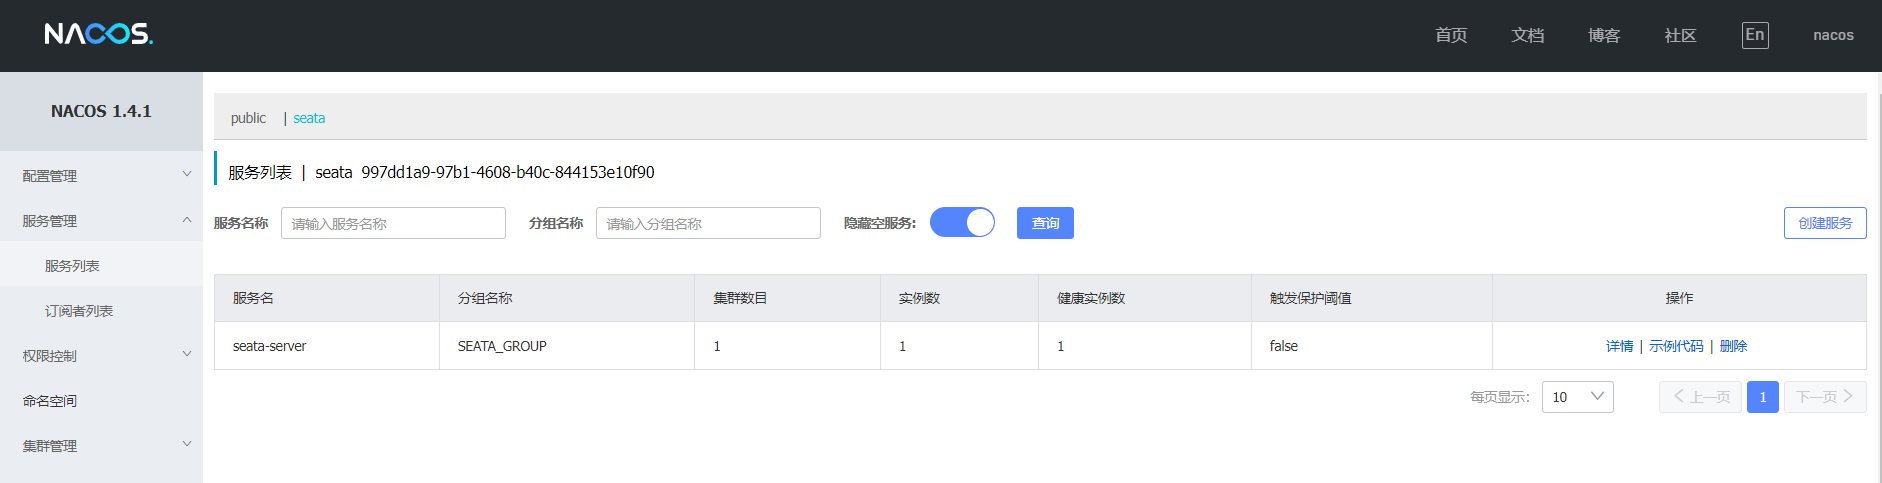 NACOS.
首页 文档 博客 社区 En nacos
NACOS 1.4.1
配置管理
服务管理
服务列表
订阅者列表
权限控制
命名空间
集群管理
public | seata
服务列表 | seata 997dd1a9-97b1-4608-b40c-844153e10f90
服务名称 请输入服务名称 分组名称 请输入分组名称 隐藏空服务: 查询 创建服务
服务名 分组名称 集群数目 实例数 健康实例数 触发保护阈值 操作
seata-server SEATA_GROUP 1 1 1 false 详情 | 示例代码 | 删除
每页显示: 10 上一页 1 下一页